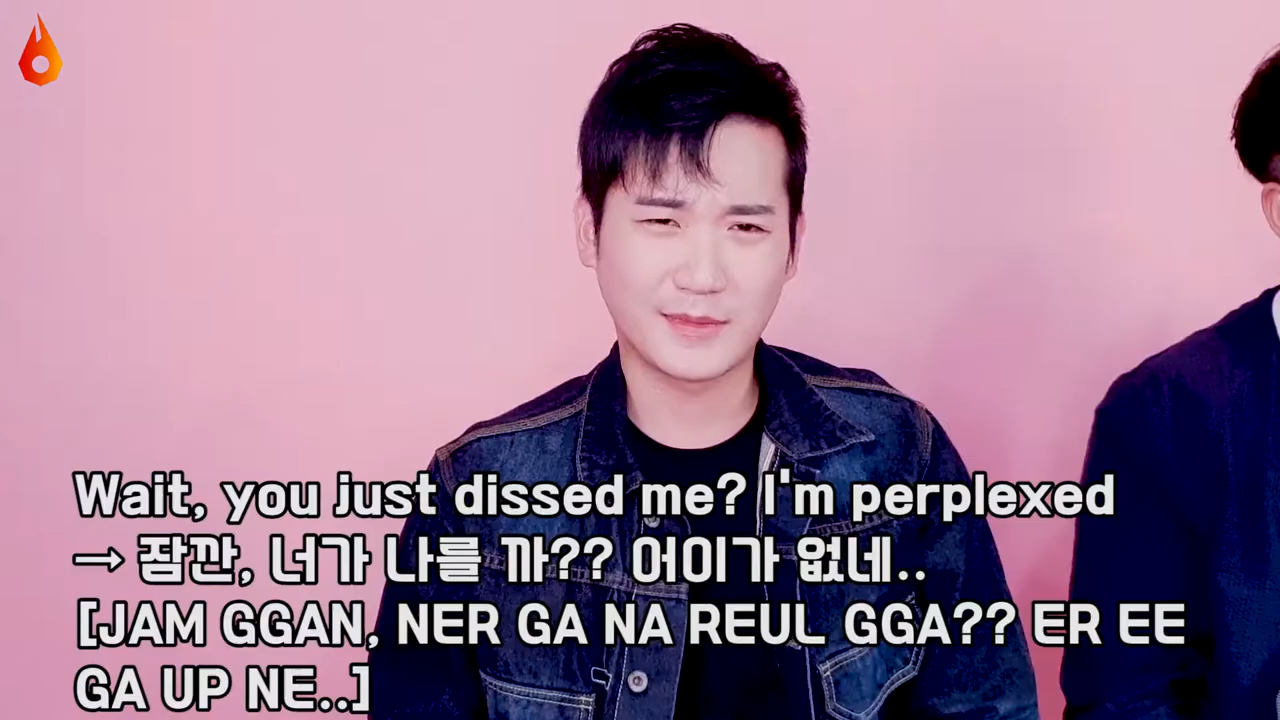 Wait, you just dissed me? I'm perplexed
→ 잠깐, 너가 나를 까?? 어이가 없네..
[JAM GGAN, NER GA NA REUL GGA?? ER EE
GA UP NE..]